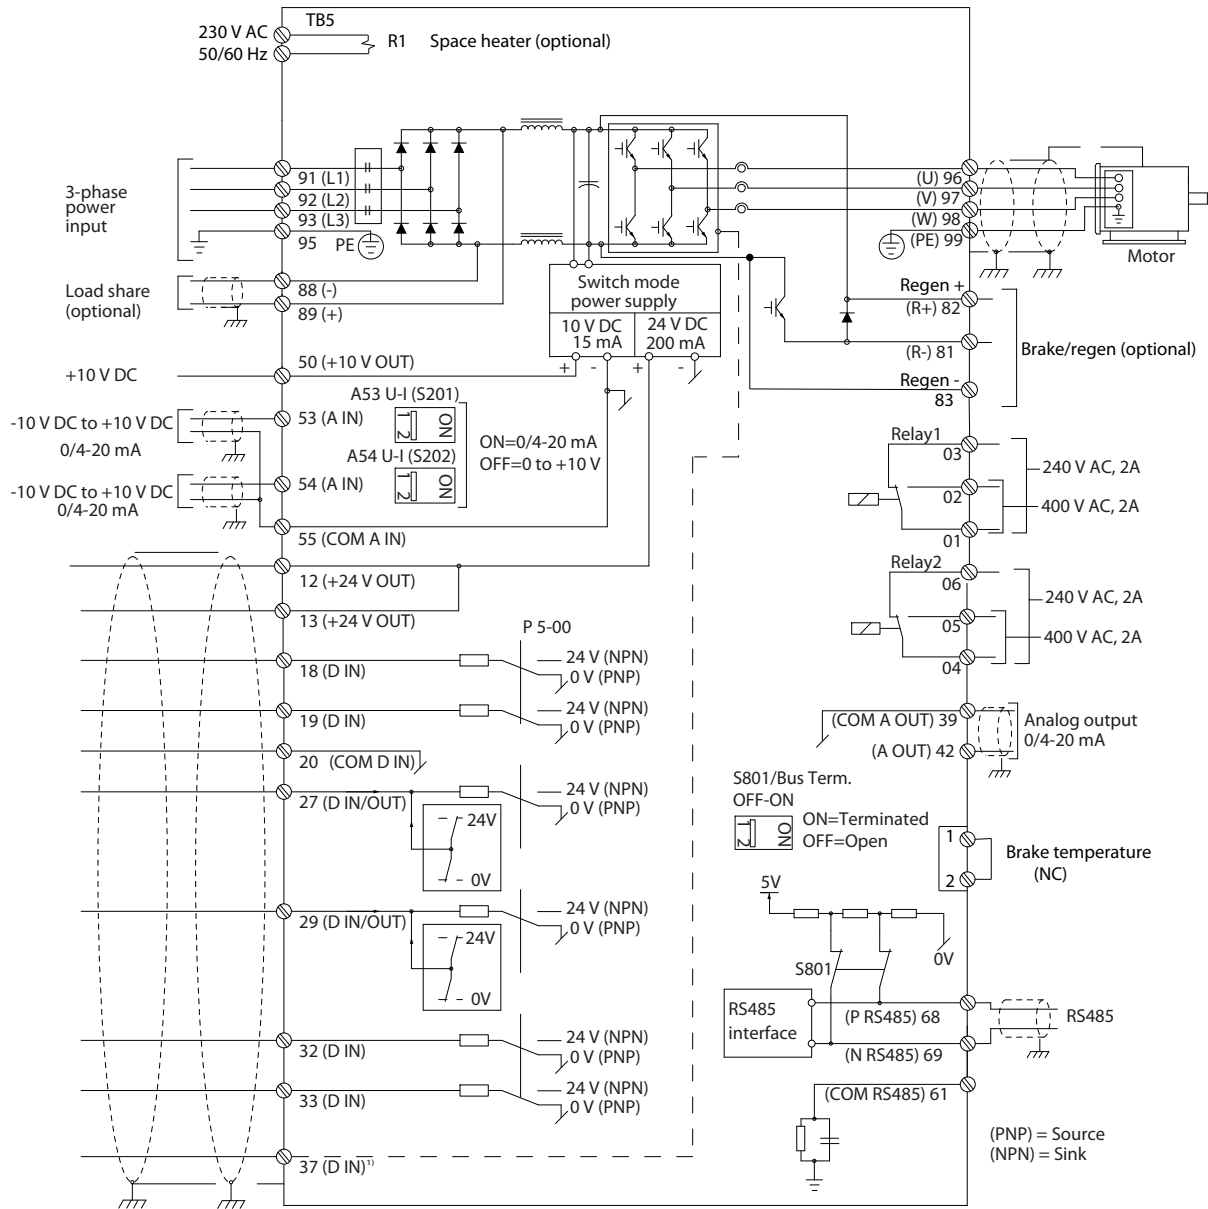 TB5
230 V AC
50/60 Hz
R1
Space heater (optional)
3-phase
power
input
91 (L1)
92 (L2)
93 (L3)
95
PE
(U) 96
(V) 97
(W) 98
(PE) 99
Motor
Load share
(optional)
88 (-)
89 (+)
Switch mode
power supply
10 V DC
15 mA
24 V DC
200 mA
+
-
+
-
Regen +
(R+) 82
(R-) 81
Regen -
83
Brake/regen (optional)
+10 V DC
50 (+10 V OUT)
-10 V DC to +10 V DC
0/4-20 mA
53 (A IN)
A53 U-I (S201)
1 2
ON
A54 U-I (S202)
1 2
ON
ON=0/4-20 mA
OFF=0 to +10 V
-10 V DC to +10 V DC
0/4-20 mA
54 (A IN)
55 (COM A IN)
12 (+24 V OUT)
13 (+24 V OUT)
Relay1
03
02
01
240 V AC, 2A
400 V AC, 2A
Relay2
06
05
04
240 V AC, 2A
400 V AC, 2A
P 5-00
18 (D IN)
24 V (NPN)
0 V (PNP)
19 (D IN)
24 V (NPN)
0 V (PNP)
20 (COM D IN)
27 (D IN/OUT)
24 V (NPN)
0 V (PNP)
24V
0V
29 (D IN/OUT)
24 V (NPN)
0 V (PNP)
24V
0V
32 (D IN)
24 V (NPN)
0 V (PNP)
33 (D IN)
24 V (NPN)
0 V (PNP)
37 (D IN)¹⁾
(COM A OUT) 39
(A OUT) 42
Analog output
0/4-20 mA
S801/Bus Term.
OFF-ON
1 2
ON
ON=Terminated
OFF=Open
1
2
Brake temperature
(NC)
5V
0V
S801
RS485
interface
(P RS485) 68
(N RS485) 69
RS485
(COM RS485) 61
(PNP) = Source
(NPN) = Sink